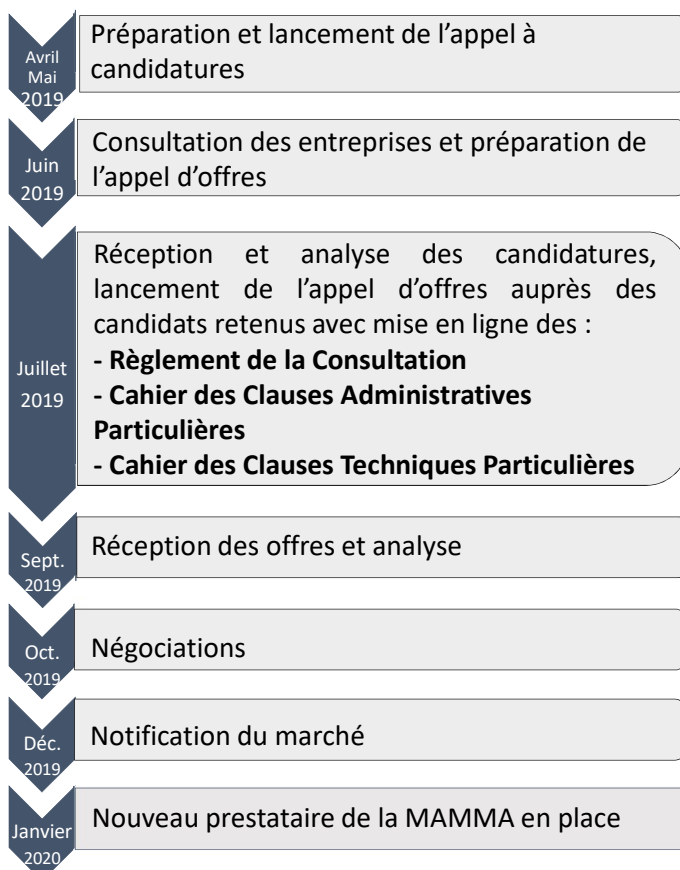 Avril
Mai
2019
Préparation et lancement de l'appel à
candidatures
Juin
2019
Consultation des entreprises et préparation de
l'appel d'offres
Juillet
2019
Réception et analyse des candidatures,
lancement de l'appel d'offres auprès des
candidats retenus avec mise en ligne des :
- Règlement de la Consultation
- Cahier des Clauses Administratives
Particulières
- Cahier des Clauses Techniques Particulières
Sept.
2019
Réception des offres et analyse
Oct.
2019
Négociations
Déc.
2019
Notification du marché
Janvier
2020
Nouveau prestataire de la MAMMA en place